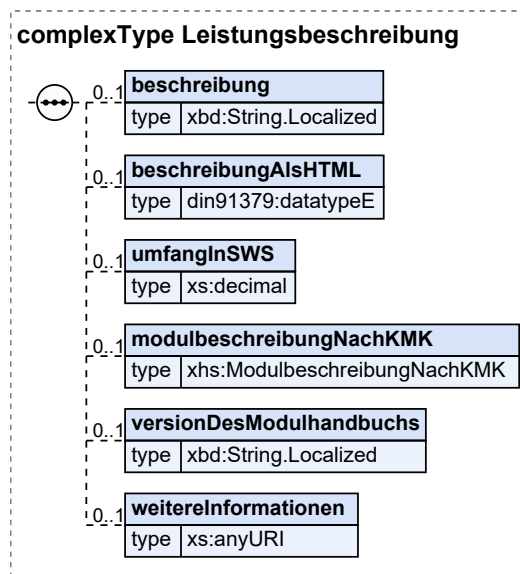 complexType Leistungsbeschreibung
0..1 beschreibung
type xbd:String.Localized
0..1 beschreibungAlsHTML
type din91379:datatypeE
0..1 umfangInSWS
type xs:decimal
0..1 modulbeschreibungNachKMK
type xhs:ModulbeschreibungNachKMK
0..1 versionDesModulhandbuchs
type xbd:String.Localized
0..1 weitereInformationen
type xs:anyURI